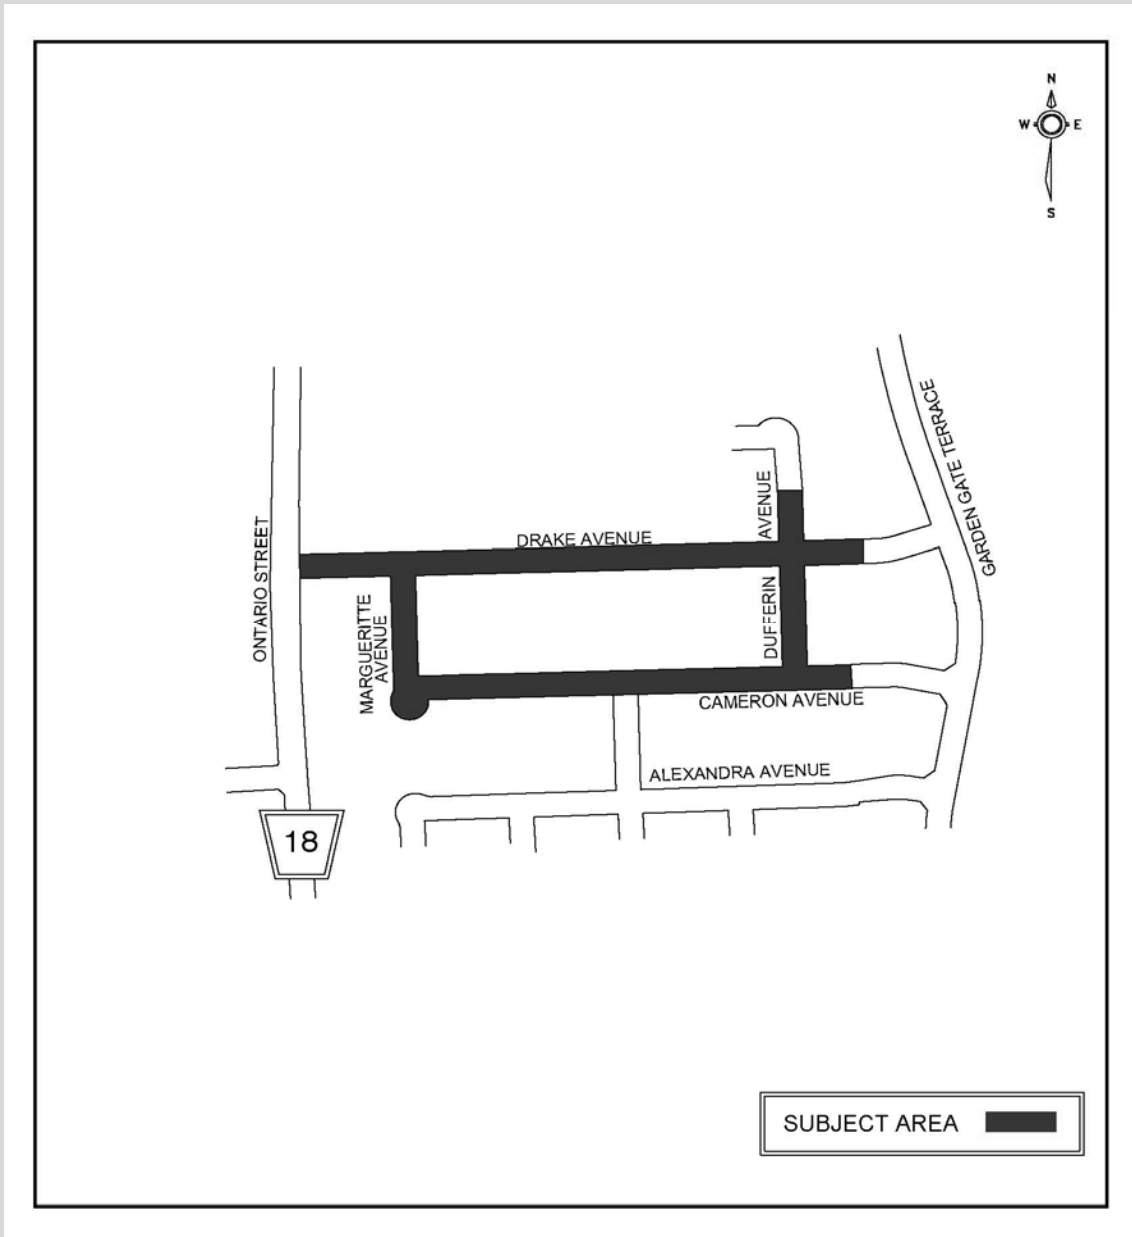 N
W E
S
GARDEN GATE TERRACE
AVENUE
DRAKE AVENUE
ONTARIO STREET
DUFFERIN
MARGUERITTE
AVENUE
CAMERON AVENUE
ALEXANDRA AVENUE
18
SUBJECT AREA